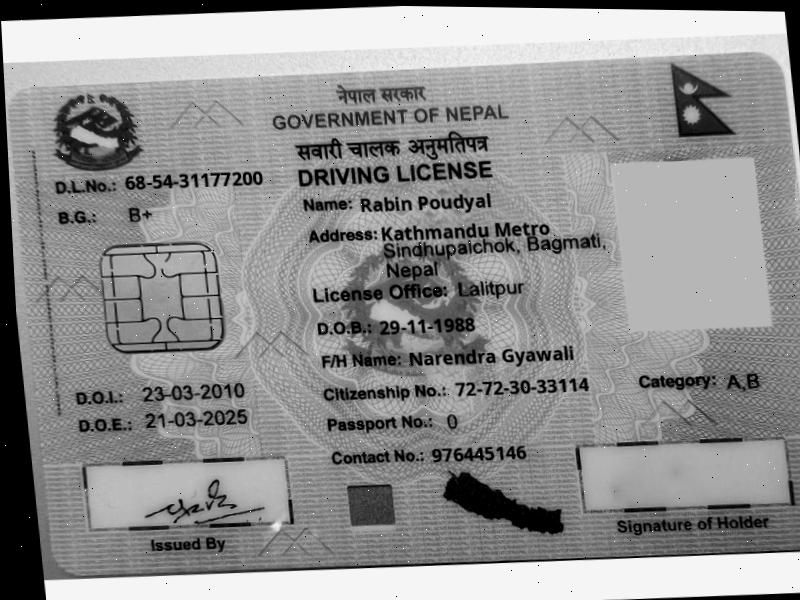 नेपाल सरकार
GOVERNMENT OF NEPAL
सवारी चालक अनुमतिपत्र
DRIVING LICENSE
D.L.No.: 68-54-31177200
B.G.: B+
Name: Rabin Poudyal
Address: Kathmandu Metro
Sindhupalchok, Bagmati,
Nepal
License Office: Lalitpur
D.O.B.: 29-11-1988
F/H Name: Narendra Gyawali
Citizenship No.: 72-72-30-33114
Category: A,B
D.O.I.: 23-03-2010
Passport No.: 0
D.O.E.: 21-03-2025
Contact No.: 976445146
Issued By
Signature of Holder